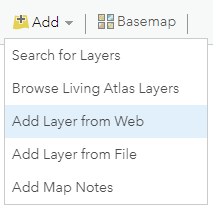 Add Basemap
Search for Layers
Browse Living Atlas Layers
Add Layer from Web
Add Layer from File
Add Map Notes